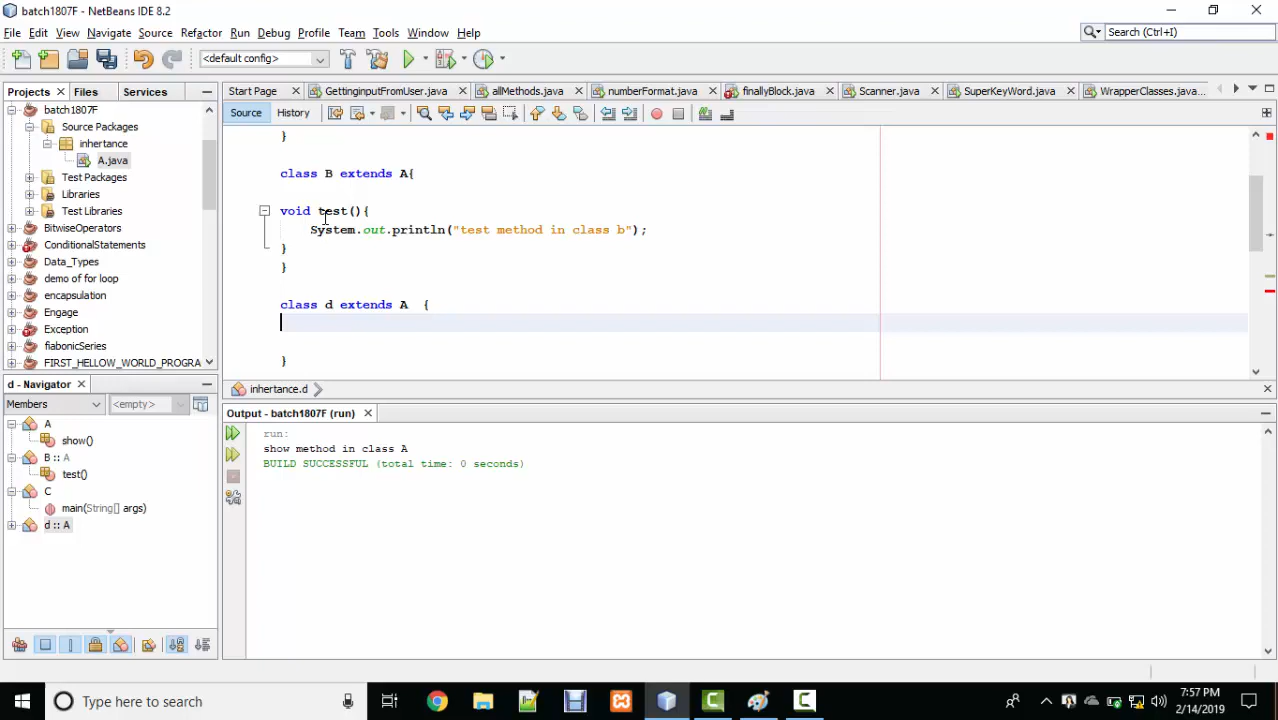 batch1807F - NetBeans IDE 8.2
File Edit View Navigate Source Refactor Run Debug Profile Team Tools Window Help
Search (Ctrl+I)
<default config>
Projects Files Services
Start Page GettinginputFromUser.java allMethods.java numberFormat.java finallyBlock.java Scanner.java SuperKeyWord.java WrapperClasses.java...
Source History
batch1807F
Source Packages
inhertance
A.java
Test Packages
Libraries
Test Libraries
BitwiseOperators
ConditionalStatements
Data_Types
demo of for loop
encapsulation
Engage
Exception
fiabonicSeries
FIRST_HELLOW_WORLD_PROGRA
}
class B extends A{
void test(){
System.out.println("test method in class b");
}
}
class d extends A {
}
inhertance.d
d - Navigator
Members <empty>
A
show()
B :: A
test()
C
main(String[] args)
d :: A
Output - batch1807F (run)
run:
show method in class A
BUILD SUCCESSFUL (total time: 0 seconds)
Type here to search
7:57 PM
2/14/2019